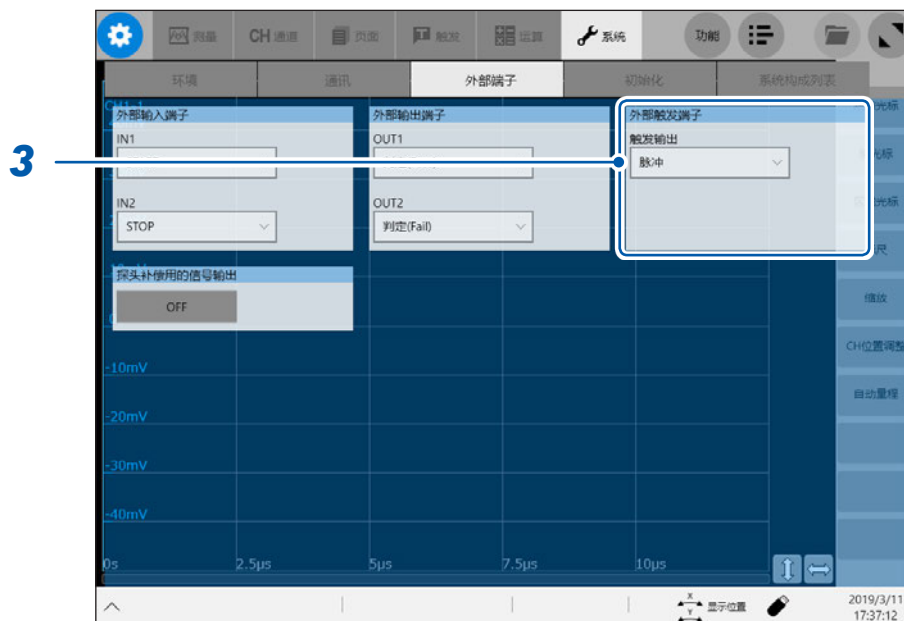 测量
CH 通道
页面
触发
运算
系统
功能
环境
通讯
外部端子
初始化
系统构成列表
外部输入端子
外部输出端子
外部触发端子
IN1
OUT1
触发输出
3
脉冲
IN2
OUT2
STOP
判定(Fail)
探头补偿用的信号输出
OFF
缩放
CH位置调整
-10mV
自动量程
-20mV
-30mV
-40mV
0s
2.5μs
5μs
7.5μs
10μs
X
Y
显示位置
2019/3/11
17:37:12